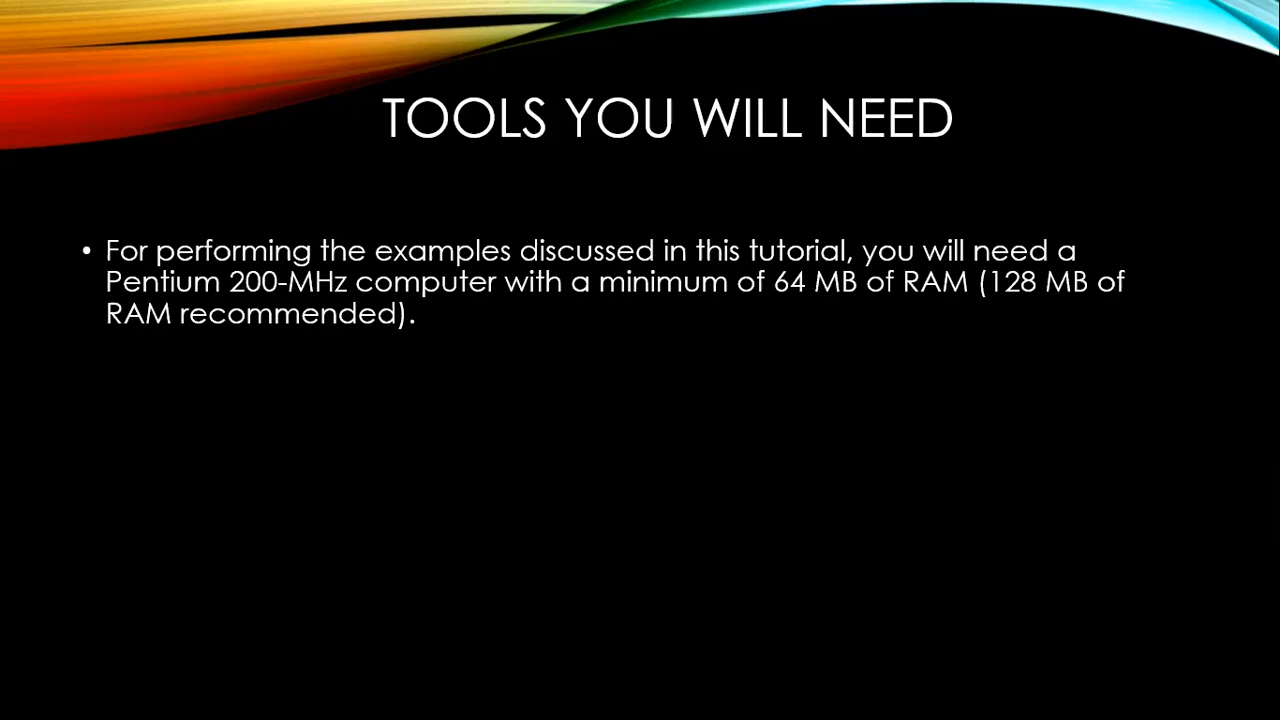 TOOLS YOU WILL NEED
• For performing the examples discussed in this tutorial, you will need a
Pentium 200-MHz computer with a minimum of 64 MB of RAM (128 MB of
RAM recommended).